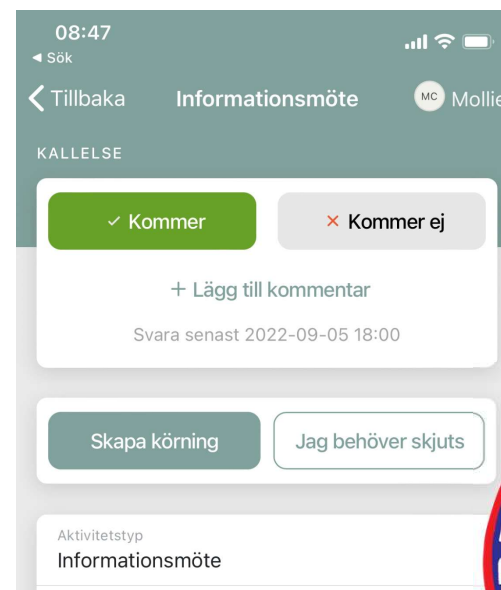 08:47
◀ Sök
Tillbaka Informationsmöte MC Mollie
KALLELSE
✓ Kommer × Kommer ej
+ Lägg till kommentar
Svara senast 2022-09-05 18:00
Skapa körning Jag behöver skjuts
Aktivitetstyp
Informationsmöte